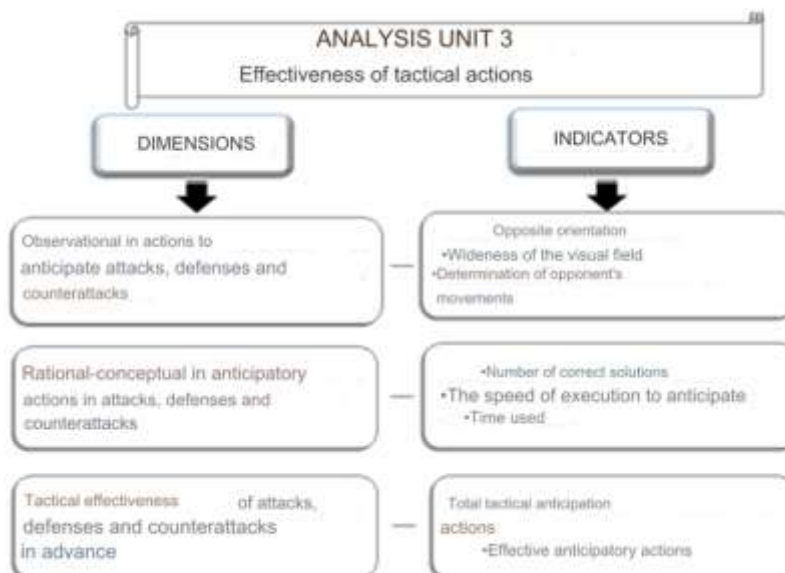 ANALYSIS UNIT 3
Effectiveness of tactical actions
DIMENSIONS
INDICATORS
Observational in actions to
anticipate attacks, defenses and
counterattacks
Opposite orientation
•Wideness of the visual field
•Determination of opponent's
movements
Rational-conceptual in anticipatory
actions in attacks, defenses and
counterattacks
•Number of correct solutions
•The speed of execution to anticipate
•Time used
Tactical effectiveness of attacks,
defenses and counterattacks
in advance
Total tactical anticipation
actions
•Effective anticipatory actions